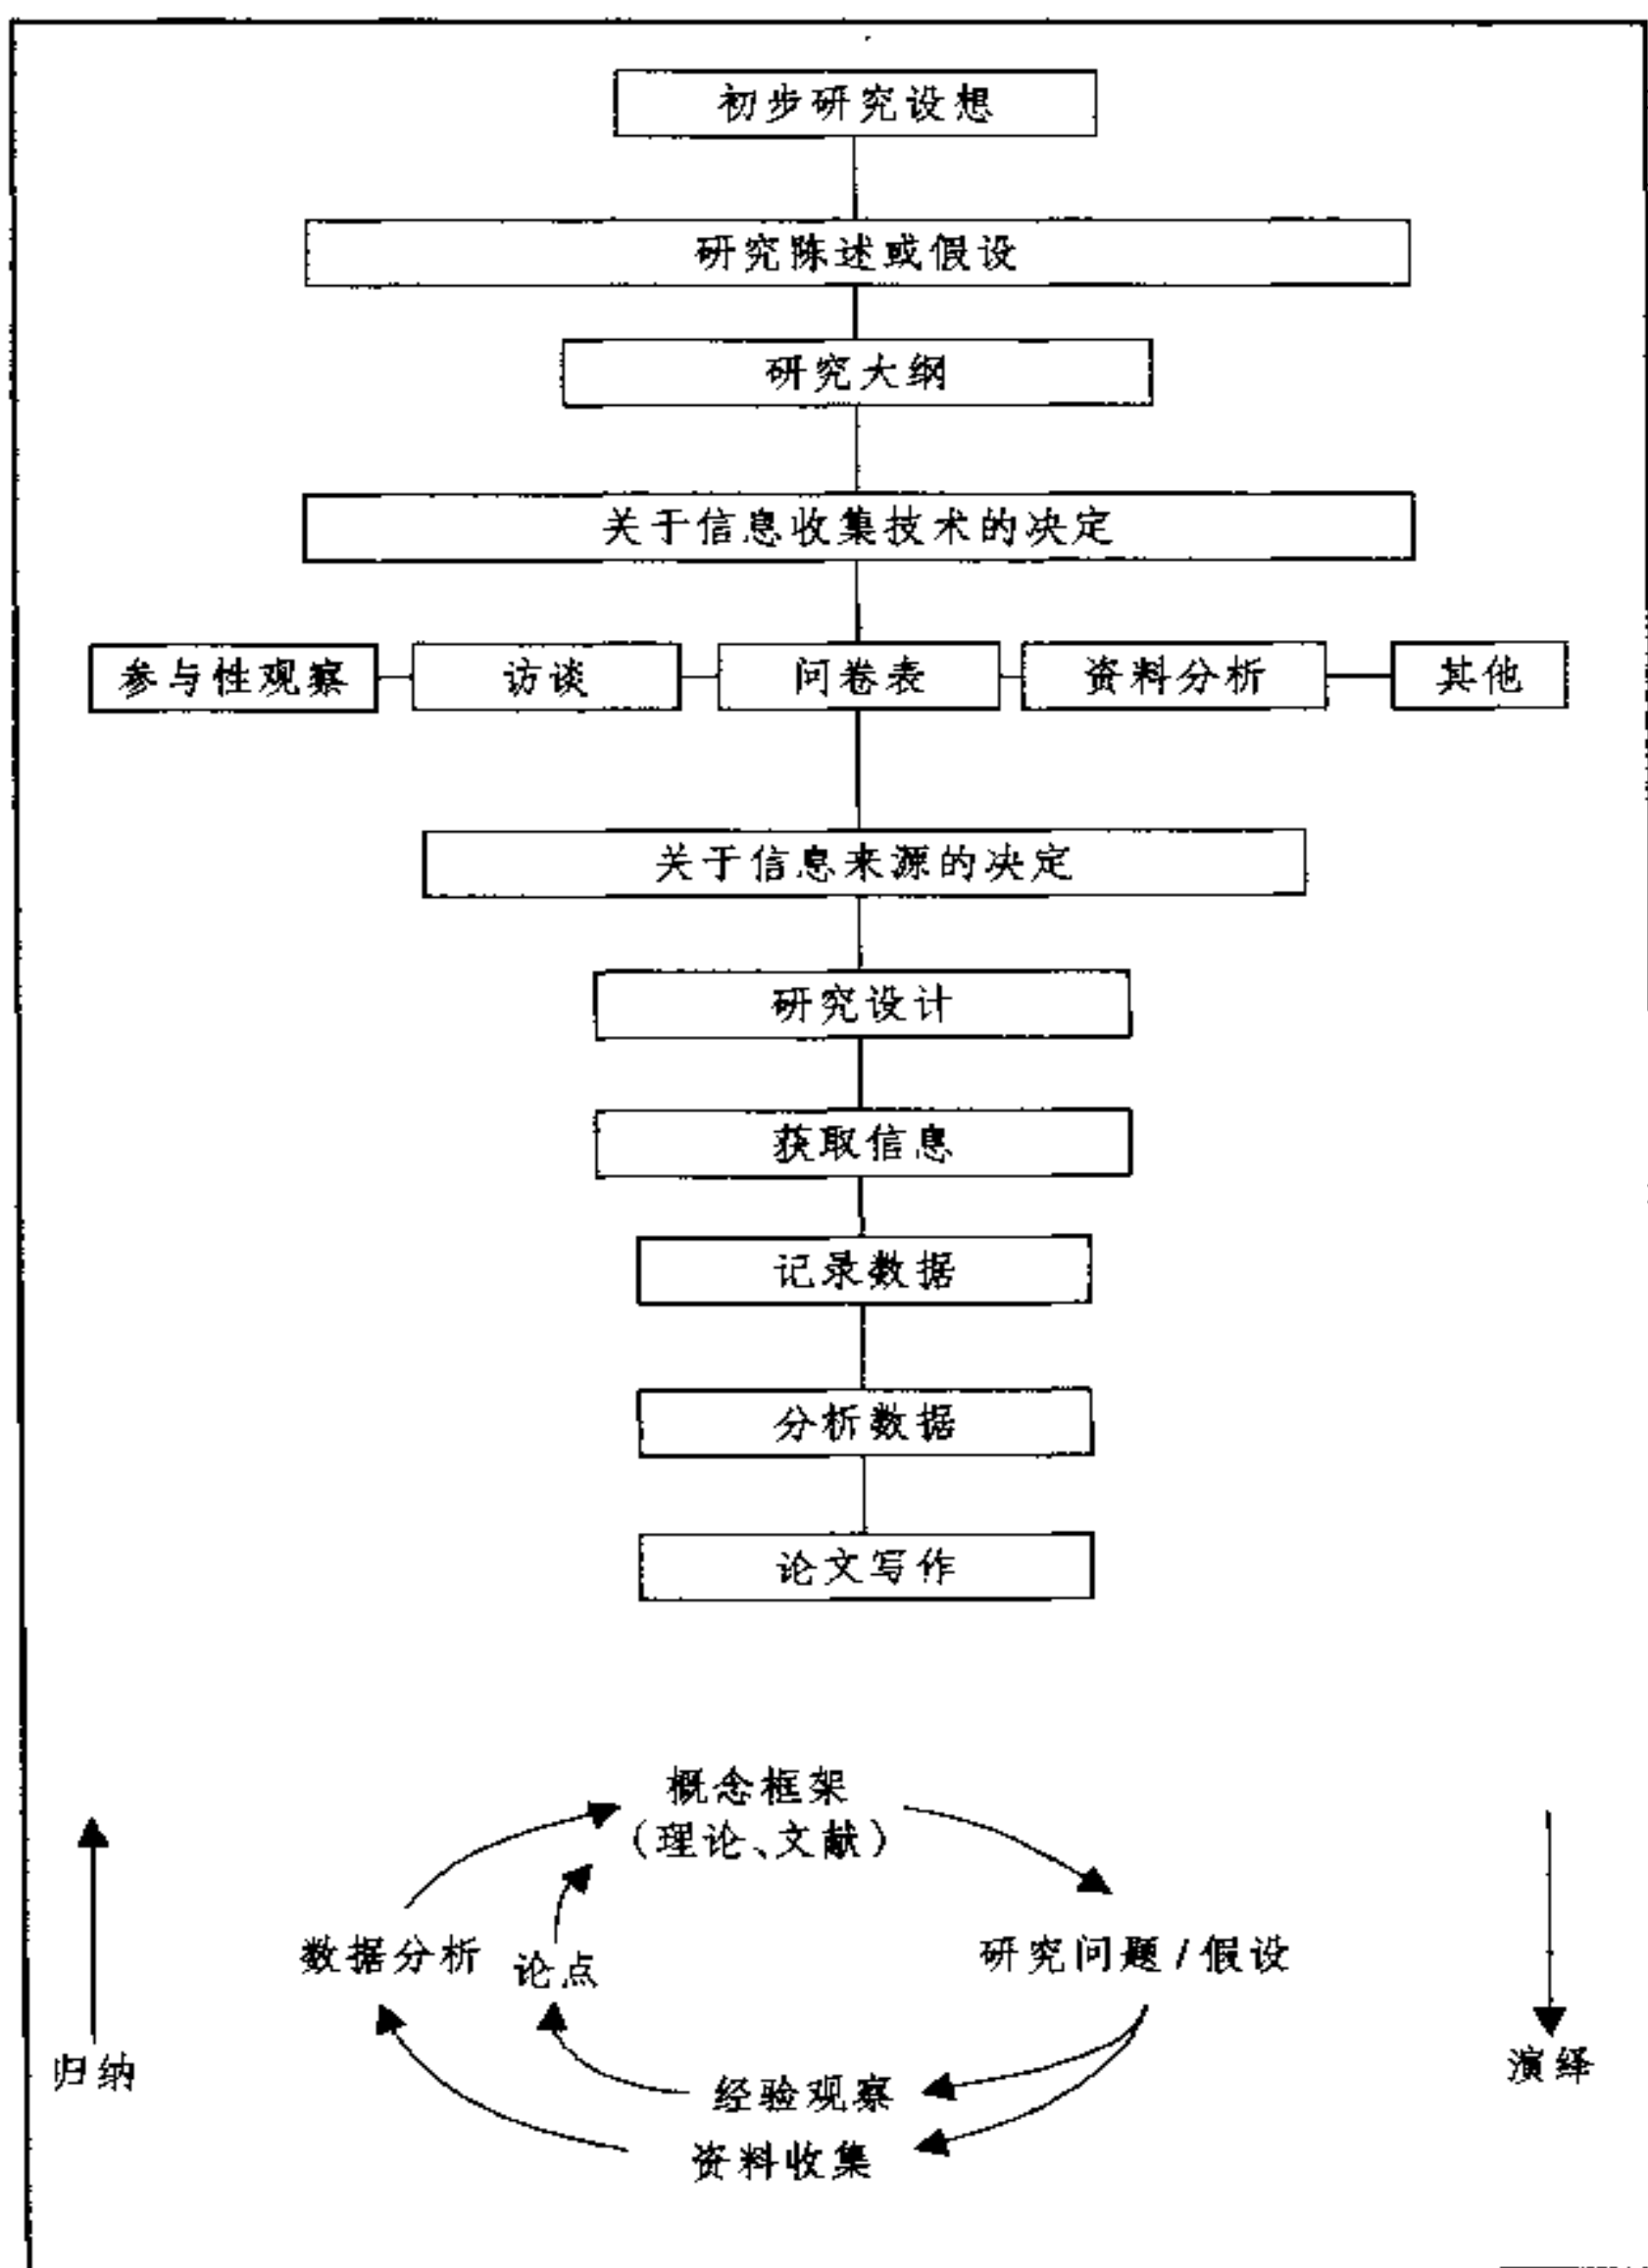 初步研究设想
研究陈述或假设
研究大纲
关于信息收集技术的决定
参与性观察 访谈 问卷表 资料分析 其他
关于信息来源的决定
研究设计
获取信息
记录数据
分析数据
论文写作
概念框架
(理论、文献)
数据分析 论点 研究问题/假设
归纳 演绎
经验观察
资料收集